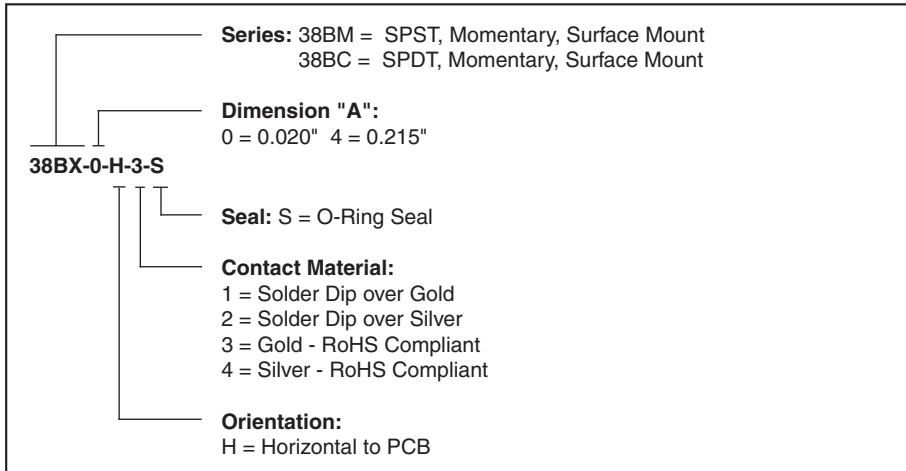 Series: 38BM = SPST, Momentary, Surface Mount
38BC = SPDT, Momentary, Surface Mount
Dimension "A":
0 = 0.020" 4 = 0.215"
38BX-0-H-3-S
Seal: S = O-Ring Seal
Contact Material:
1 = Solder Dip over Gold
2 = Solder Dip over Silver
3 = Gold - RoHS Compliant
4 = Silver - RoHS Compliant
Orientation:
H = Horizontal to PCB